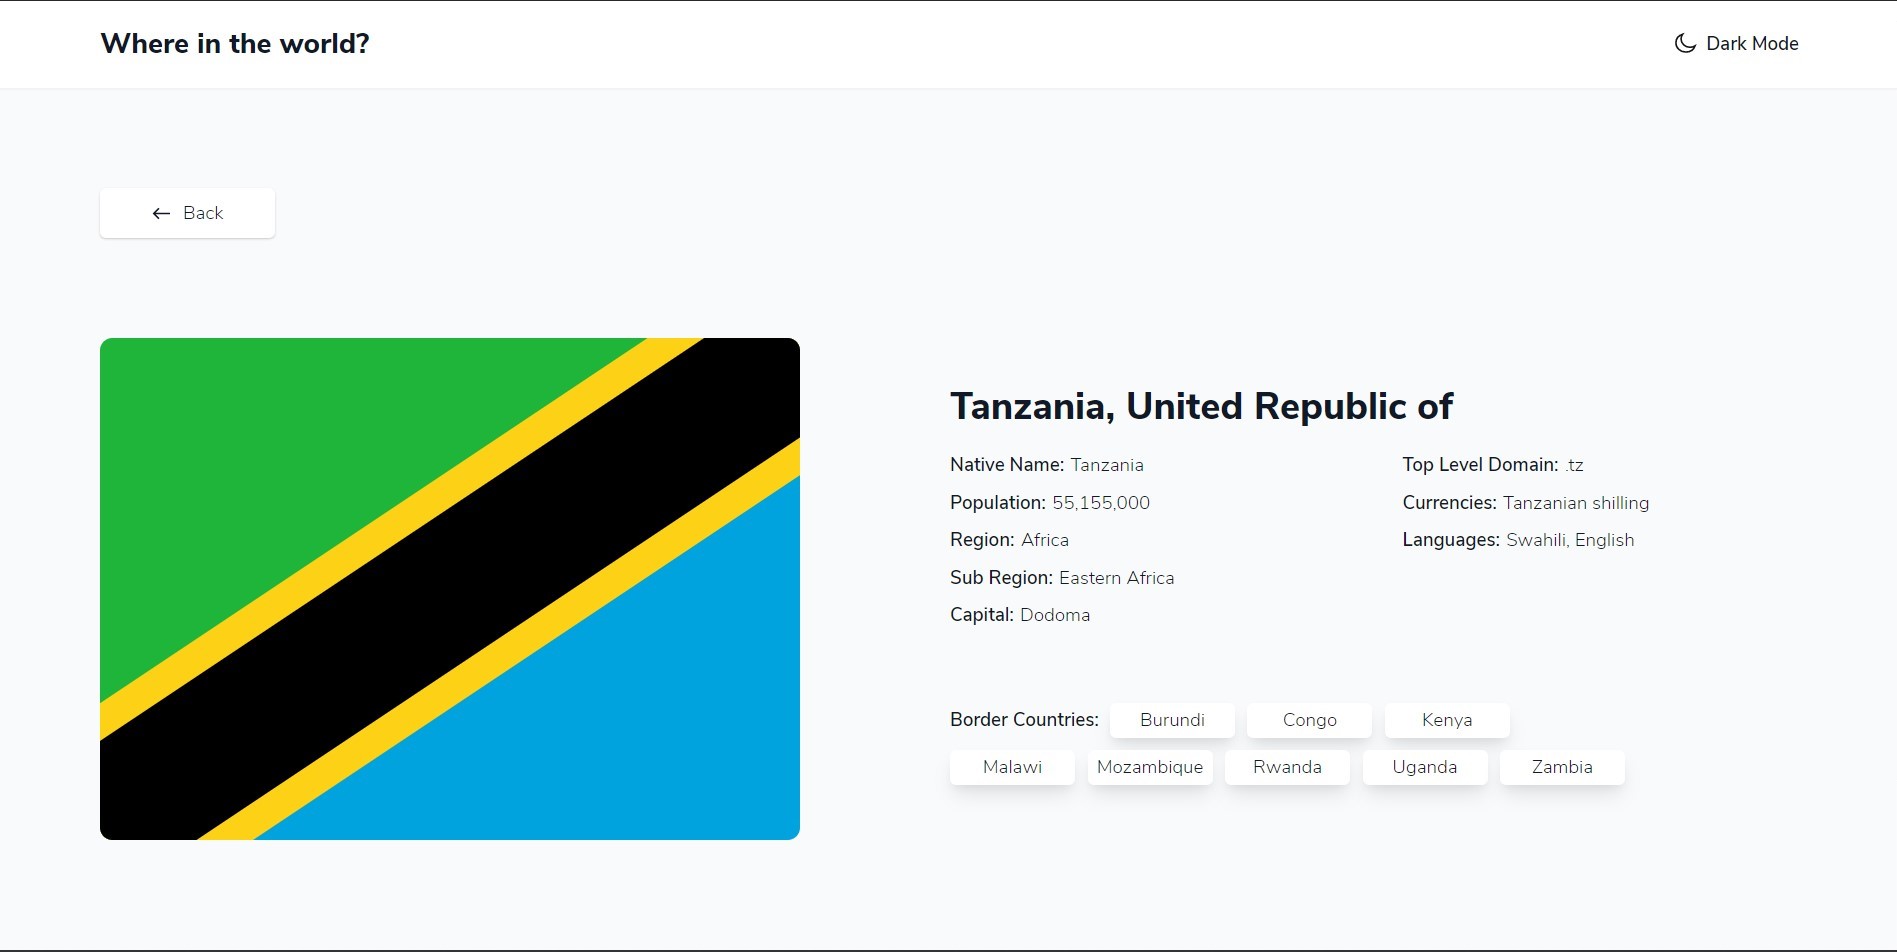 Where in the world?
Dark Mode
Back
Tanzania, United Republic of
Native Name: Tanzania
Population: 55,155,000
Region: Africa
Sub Region: Eastern Africa
Capital: Dodoma
Top Level Domain: .tz
Currencies: Tanzanian shilling
Languages: Swahili, English
Border Countries: Burundi Congo Kenya
Malawi Mozambique Rwanda Uganda Zambia